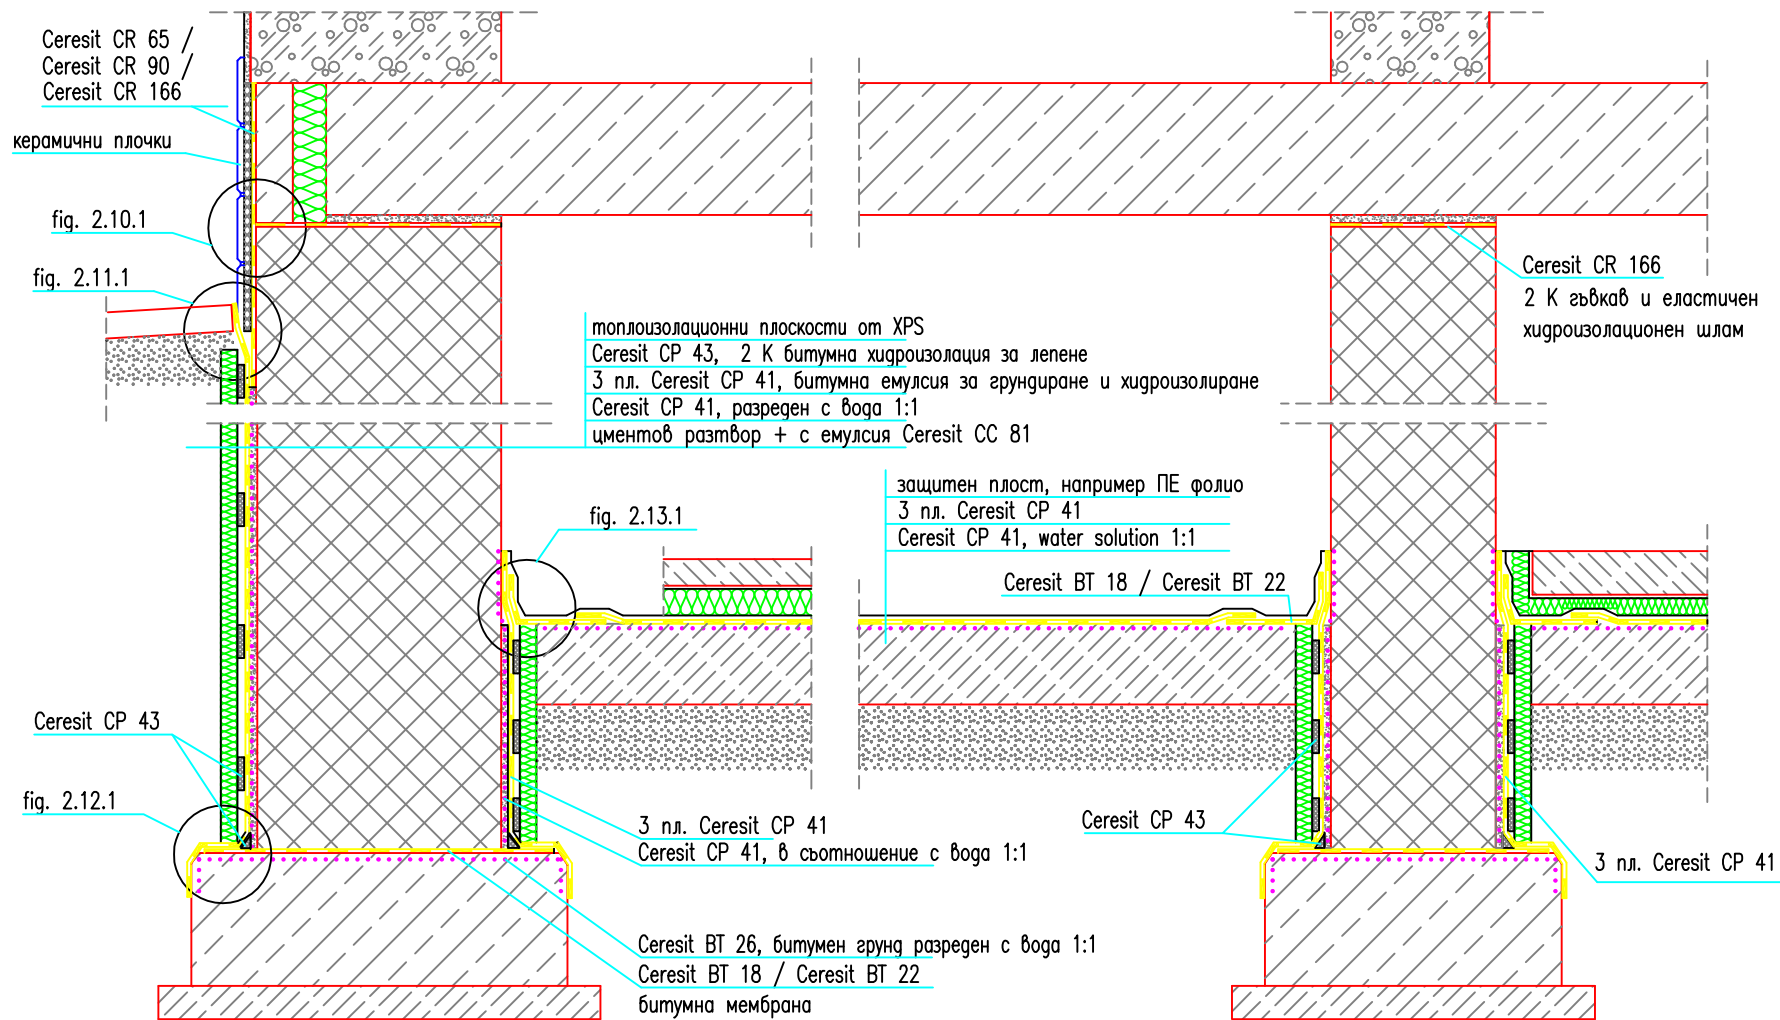 Ceresit CR 65 /
Ceresit CR 90 /
Ceresit CR 166
керамични плочки
fig. 2.10.1
fig. 2.11.1
Ceresit CR 166
2 К гъвкав и еластичен
хидроизолационен шлам
топлоизолационни плоскости от XPS
Ceresit CP 43, 2 К битумна хидроизолация за лепене
3 пл. Ceresit CP 41, битумна емулсия за грундиране и хидроизолиране
Ceresit CP 41, разреден с вода 1:1
циментов разтвор + с емулсия Ceresit CC 81
защитен пласт, например ПЕ фолио
3 пл. Ceresit CP 41
Ceresit CP 41, water solution 1:1
fig. 2.13.1
Ceresit BT 18 / Ceresit BT 22
Ceresit CP 43
fig. 2.12.1
3 пл. Ceresit CP 41
Ceresit CP 41, в съотношение с вода 1:1
Ceresit CP 43
3 пл. Ceresit CP 41
Ceresit BT 26, битумен грунд разреден с вода 1:1
Ceresit BT 18 / Ceresit BT 22
битумна мембрана